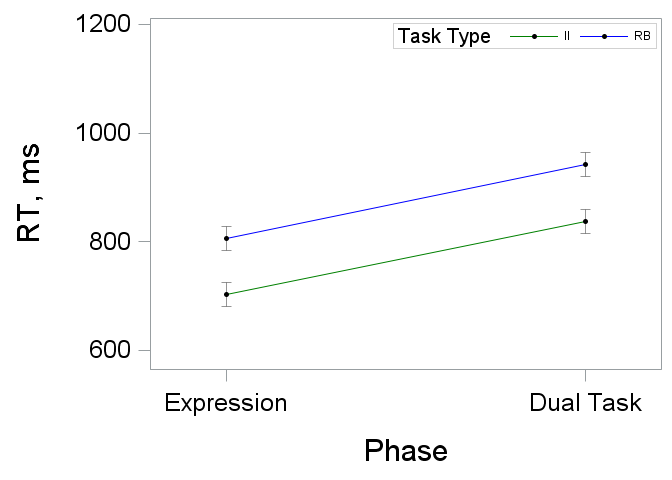 1200
Task Type II RB
1000
800
600
RT, ms
Expression Dual Task
Phase